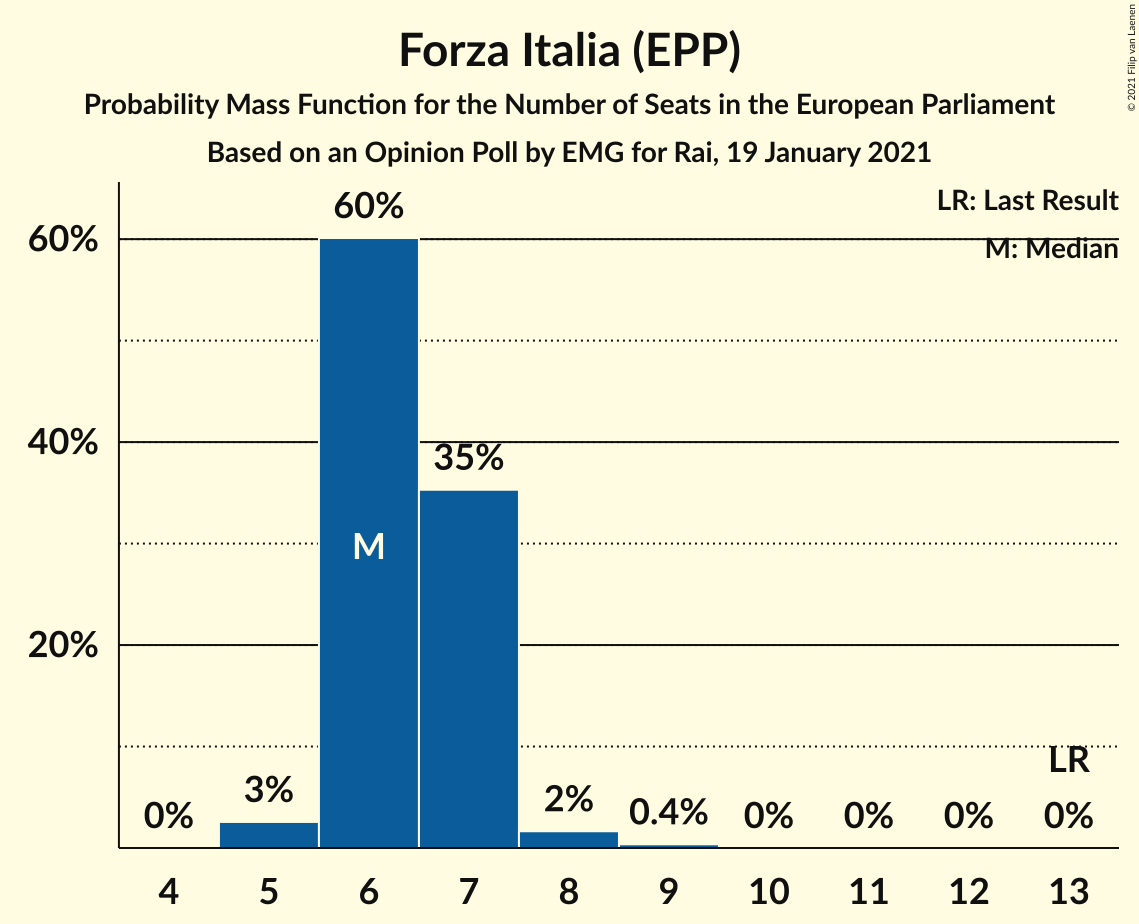 Forza Italia (EPP)
Probability Mass Function for the Number of Seats in the European Parliament
Based on an Opinion Poll by EMG for Rai, 19 January 2021
© 2021 Filip van Laenen
LR: Last Result
M: Median
60%
40%
20%
0%
3%
60%
M
35%
2%
0.4%
0%
0%
0%
LR
0%
4 5 6 7 8 9 10 11 12 13